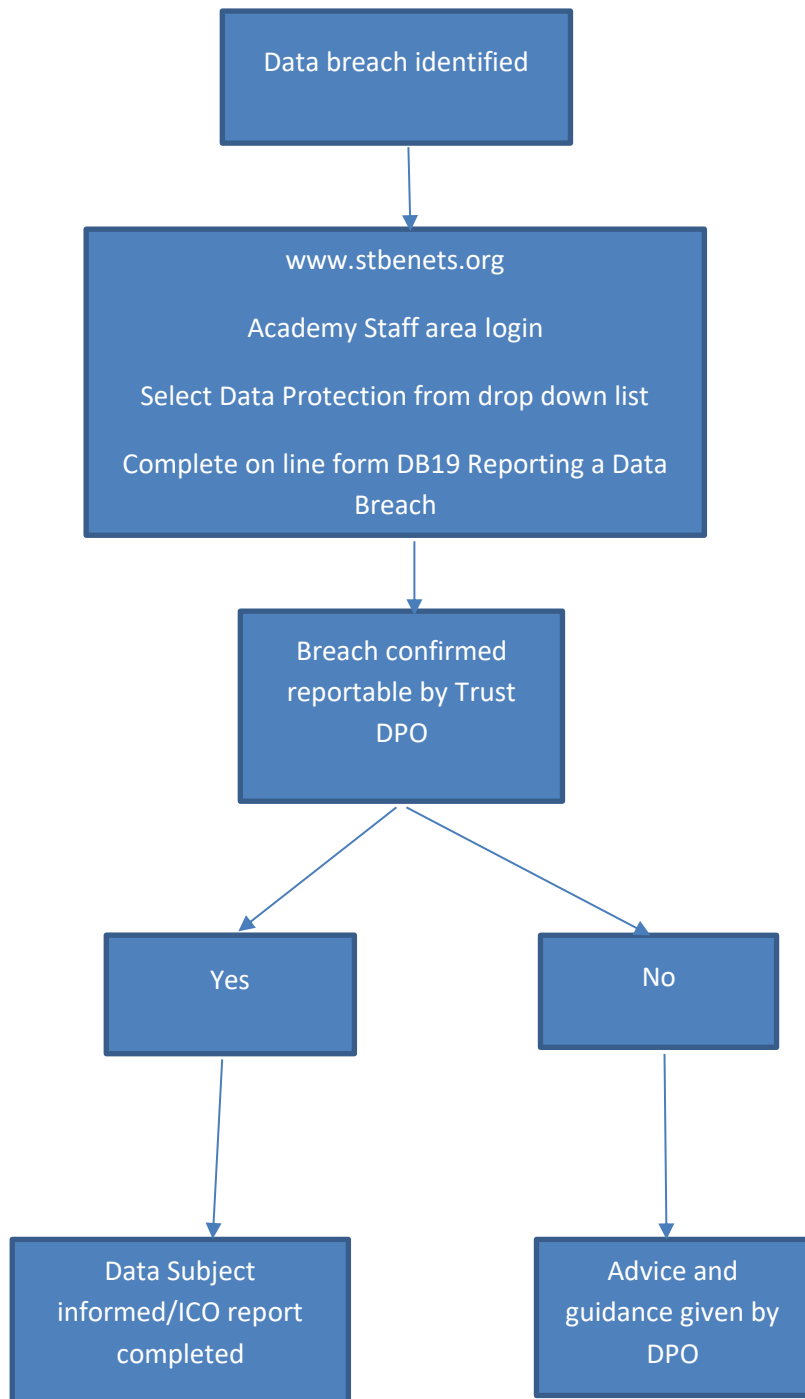 Data breach identified
www.stbenets.org
Academy Staff area login
Select Data Protection from drop down list
Complete on line form DB19 Reporting a Data
Breach
Breach confirmed
reportable by Trust
DPO
Yes
No
Data Subject
informed/ICO report
completed
Advice and
guidance given by
DPO